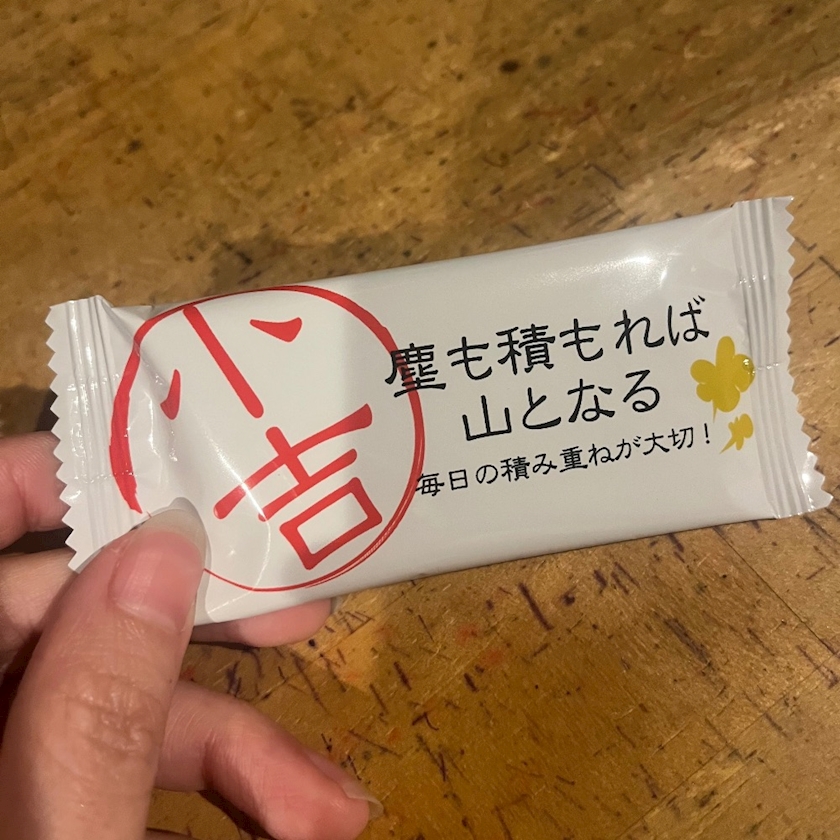 小吉
塵も積もれば
山となる
毎日の積み重ねが大切！